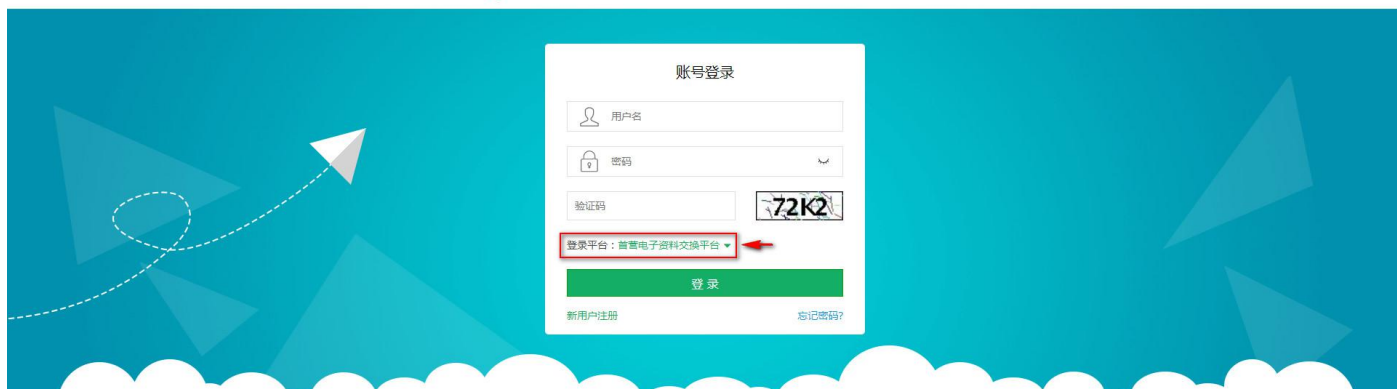 账号登录
用户名
密码
验证码 72K2
登录平台：首营电子资料交换平台
登 录
新用户注册 忘记密码?